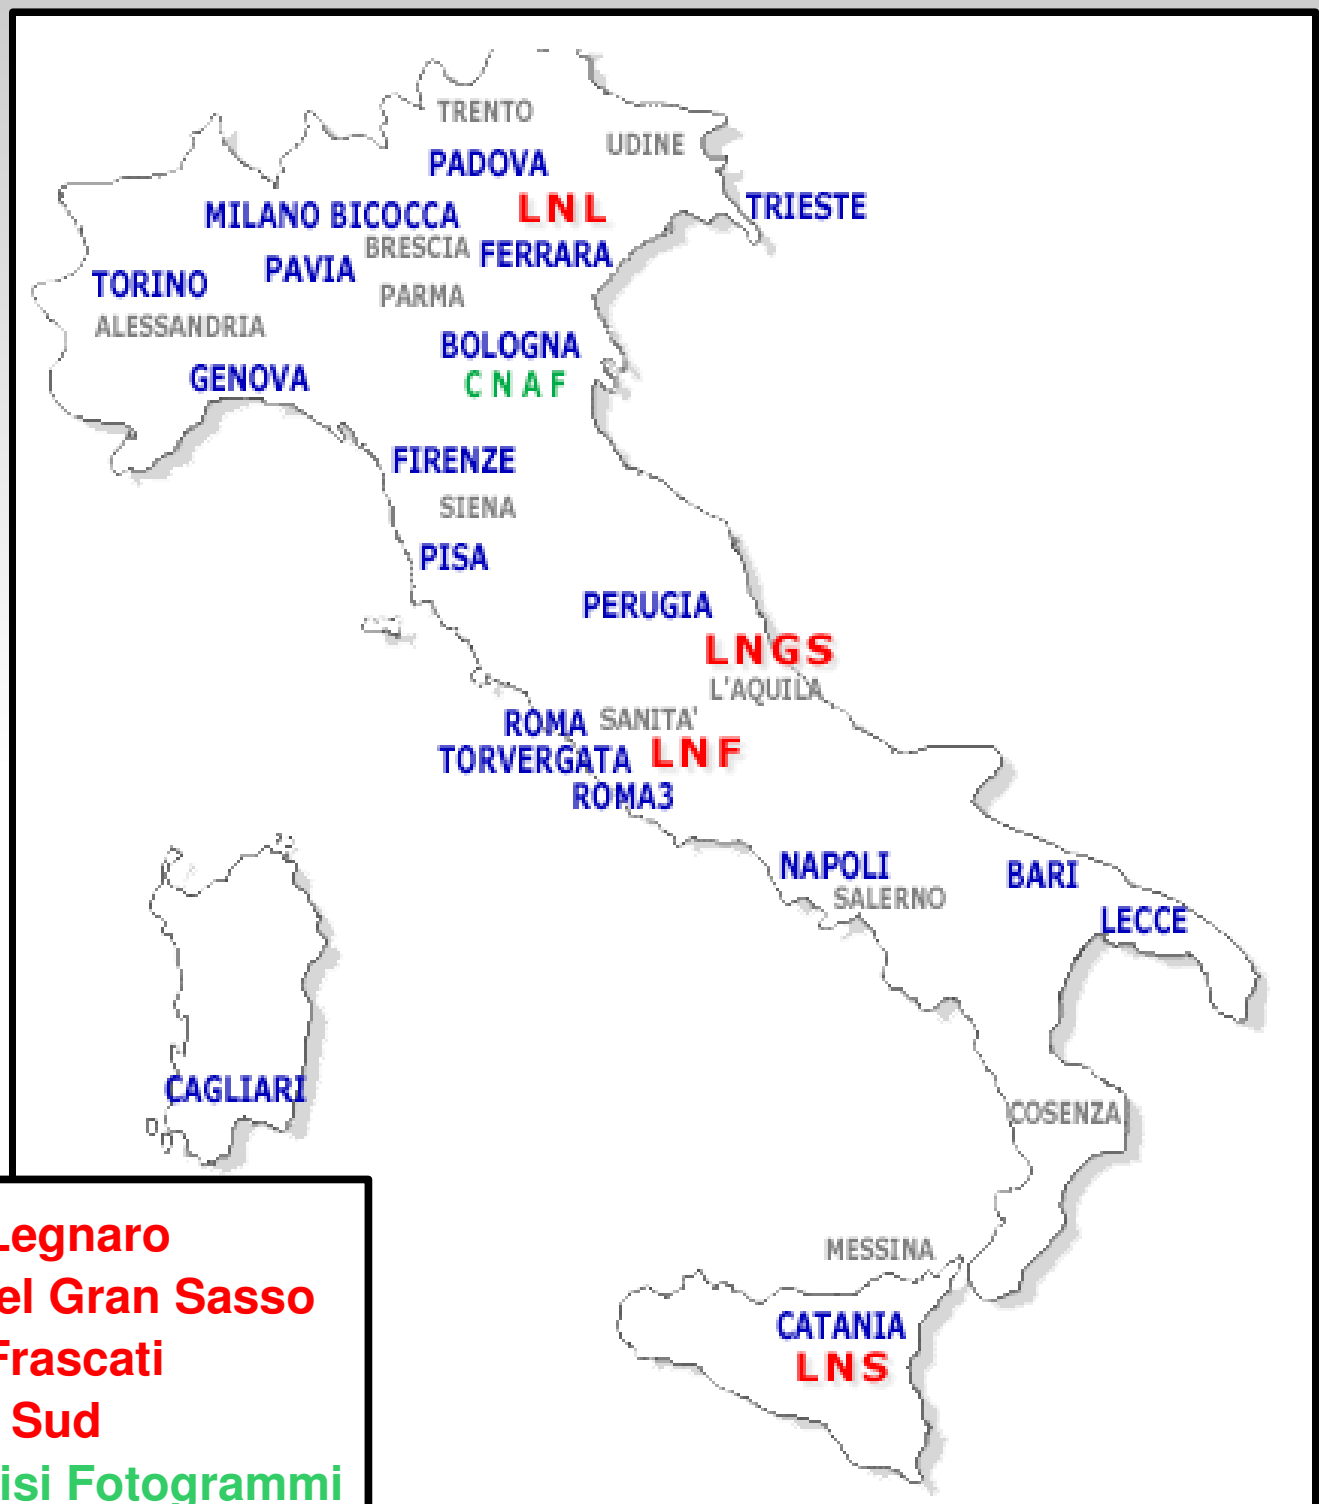 TRENTO
UDINE
PADOVA
MILANO BICOCCA
LNL
TRIESTE
BRESCIA
FERRARA
PAVIA
TORINO
PARMA
ALESSANDRIA
BOLOGNA
GENOVA
CNAF
FIRENZE
SIENA
PISA
PERUGIA
LNGS
L'AQUILA
ROMA
SANITA'
TORVERGATA
LNF
ROMA3
NAPOLI
BARI
SALERNO
LECCE
CAGLIARI
COSENZA
MESSINA
CATANIA
LNS
Legnaro
el Gran Sasso
Frascati
Sud
isi Fotogrammi